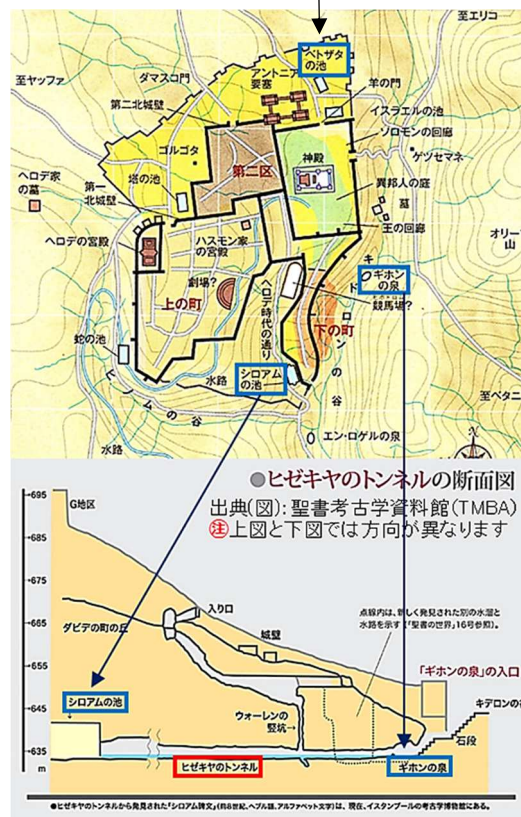 至エリコ
ベトザタ
の池
至ヤッファ
ダマスコ門
アントニア
要塞
羊の門
第二北城壁
イスラエルの池
ソロモンの回廊
ゴルゴタ
神殿
ゲツセマネ
第二区
ヘロデ家
の墓
第一
北城壁
塔の池
異邦人の庭
墓
王の回廊
ヘロデの宮殿
ハスモン家
の宮殿
オリーブ
山
キドロンの谷
ギホン
の泉
劇場?
競馬場?
上の町
ヘロデ時代の通り
下の町
蛇の池
シロアム
の池
水路
ヒンノムの谷
至ベタニ
エン・ロゲルの泉
水路
●ヒゼキヤのトンネルの断面図
出典(図):聖書考古学資料館(TMBA)
注上図と下図では方向が異なります
695
G地区
685
675
入り口
点線内は、新しく発見された別の水溜と
水路を示す(「聖書の世界」16号参照)。
665
ダビデの町の丘
城壁
655
「ギホンの泉」の入口
シロアムの池
キデロンの
645
ウォーレンの
竪坑→
石段
635
m
ヒゼキヤのトンネル
ギホンの泉
●ヒゼキヤのトンネルから発見された「シロアム碑文」(前8世紀、ヘブル語、アルファベット文字)は、現在、イスタンブールの考古学博物館にある。